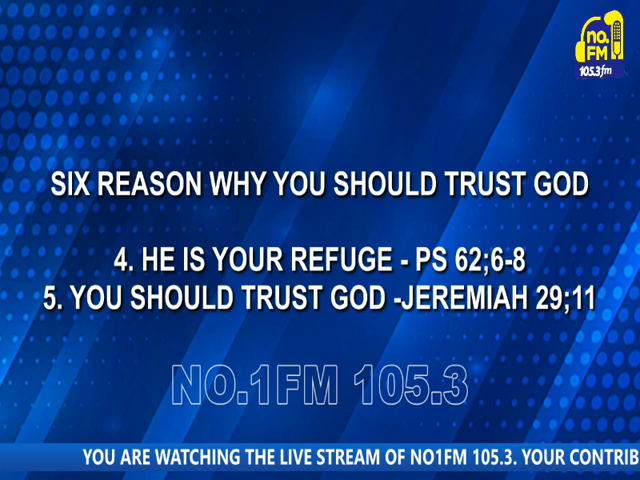 no.
FM
105.3fm
SIX REASON WHY YOU SHOULD TRUST GOD
4. HE IS YOUR REFUGE - PS 62;6-8
5. YOU SHOULD TRUST GOD -JEREMIAH 29;11
NO.1FM 105.3
YOU ARE WATCHING THE LIVE STREAM OF NO1FM 105.3. YOUR CONTRIB